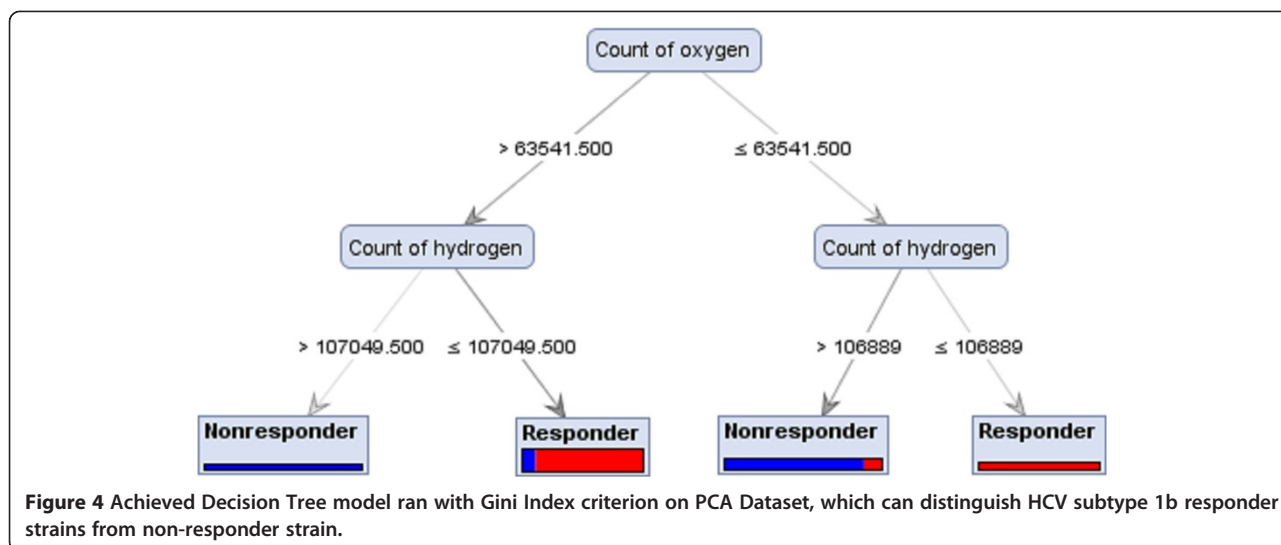 Count of oxygen
> 63541.500
≤ 63541.500
Count of hydrogen
Count of hydrogen
> 107049.500
≤ 107049.500
> 106889
≤ 106889
Nonresponder
Responder
Nonresponder
Responder
Figure 4 Achieved Decision Tree model ran with Gini Index criterion on PCA Dataset, which can distinguish HCV subtype 1b responder
strains from non-responder strain.